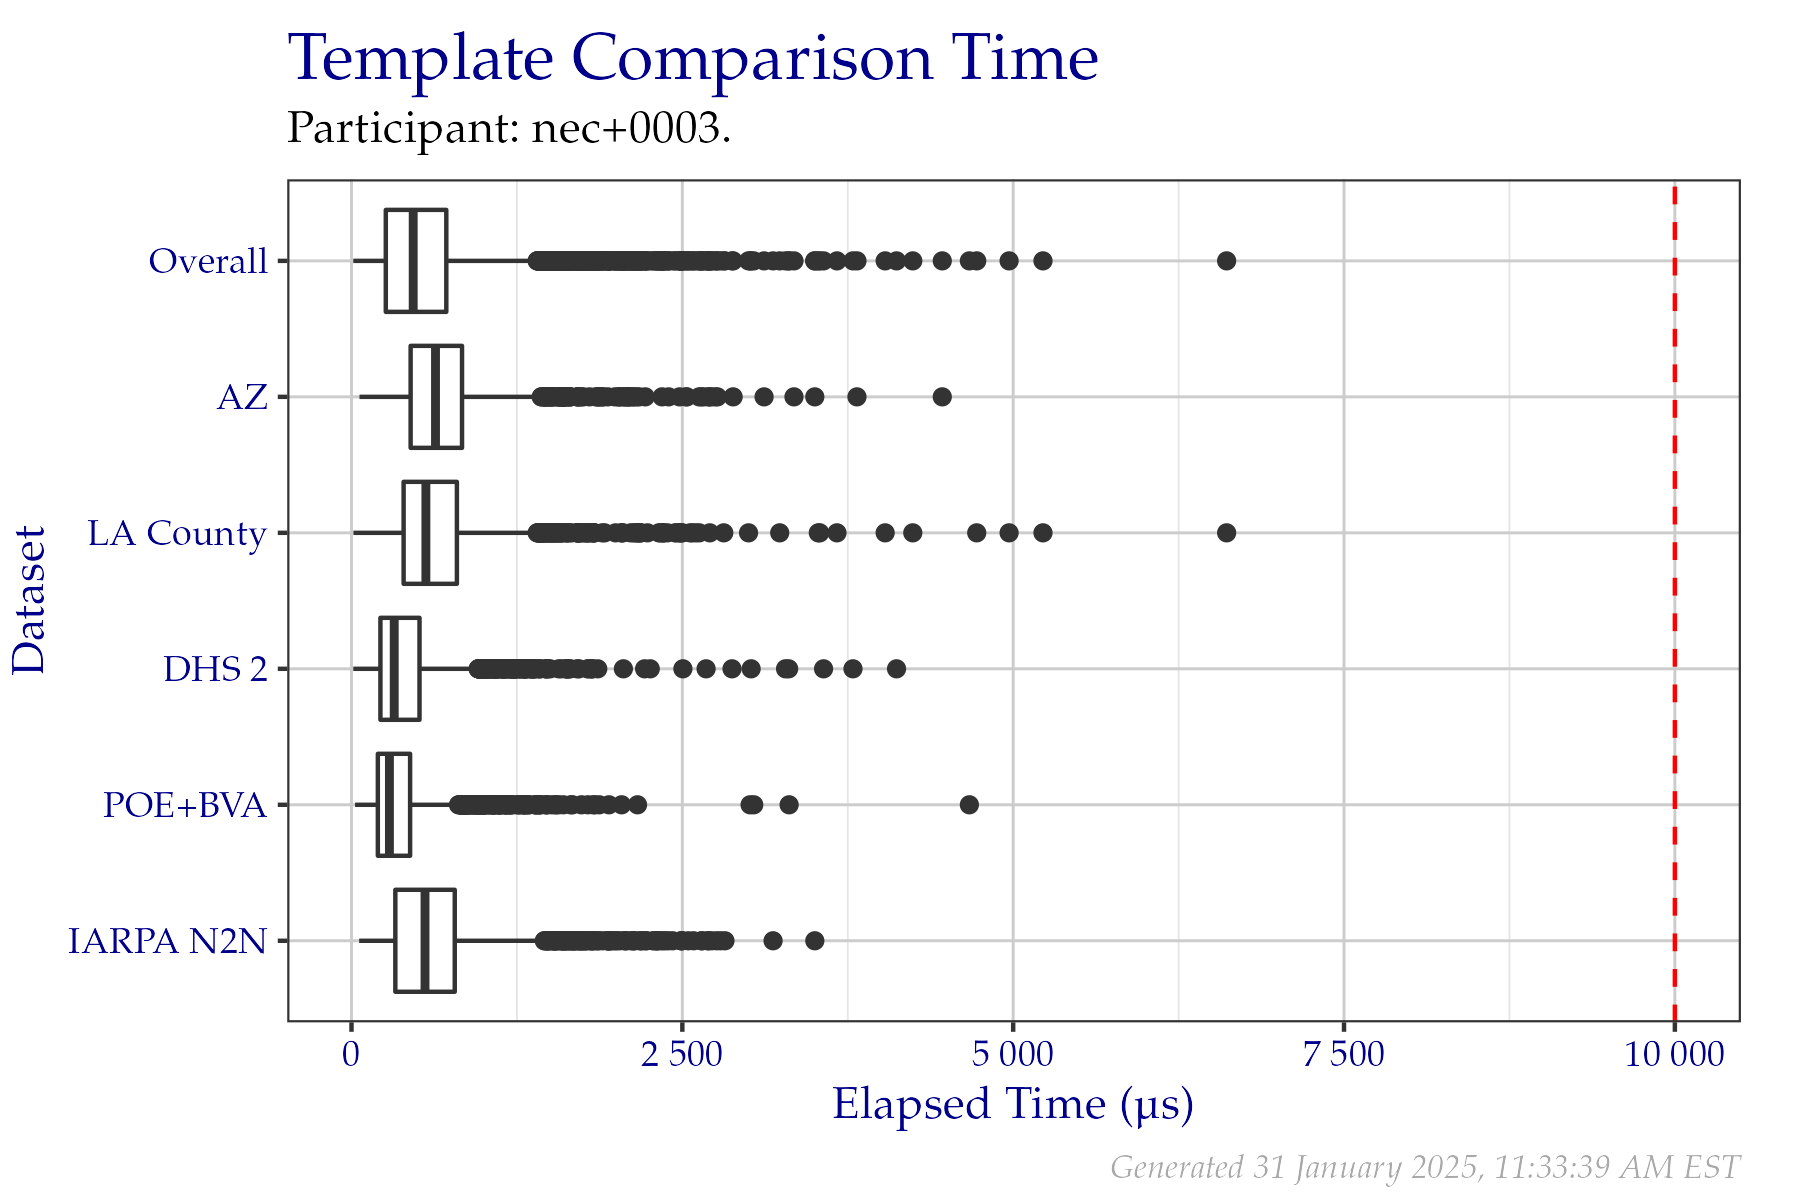 Template Comparison Time
Participant: nec+0003.
Dataset
Overall
AZ
LA County
DHS 2
POE+BVA
IARPA N2N
0 2 500 5 000 7 500 10 000
Elapsed Time (µs)
Generated 31 January 2025, 11:33:39 AM EST